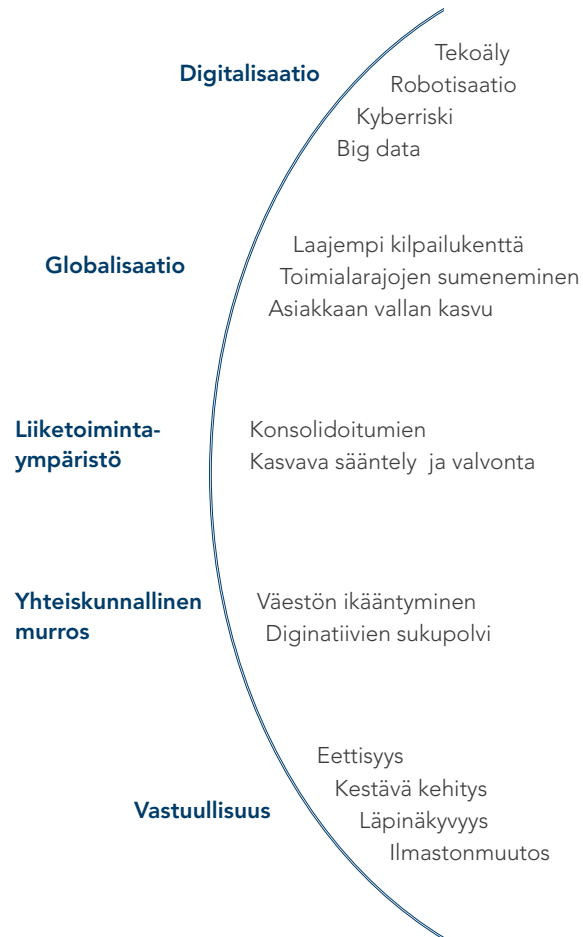 Digitalisaatio
Tekoäly
Robotisaatio
Kyberriski
Big data
Globalisaatio
Laajempi kilpailukenttä
Toimialarajojen sumeneminen
Asiakkaan vallan kasvu
Liiketoiminta-
ympäristö
Konsolidoitumien
Kasvava sääntely ja valvonta
Yhteiskunnallinen
murros
Väestön ikääntyminen
Diginatiivien sukupolvi
Vastuullisuus
Eettisyys
Kestävä kehitys
Läpinäkyvyys
Ilmastonmuutos